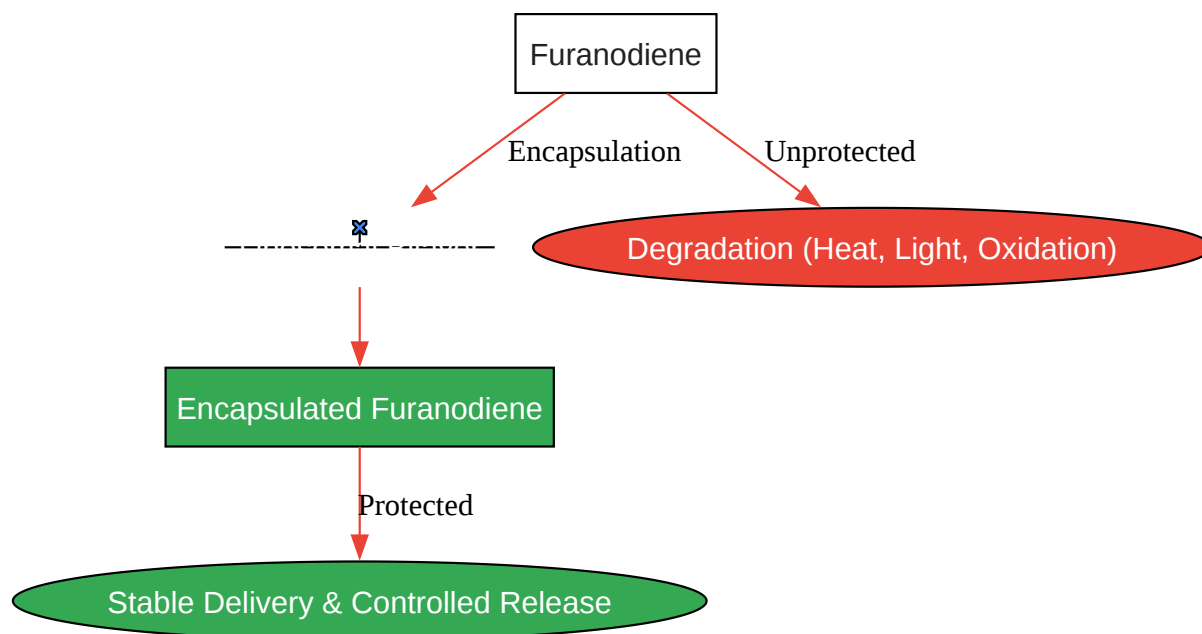 Furanodiene
Encapsulation
Unprotected
Degradation (Heat, Light, Oxidation)
Encapsulated Furanodiene
Protected
Stable Delivery & Controlled Release